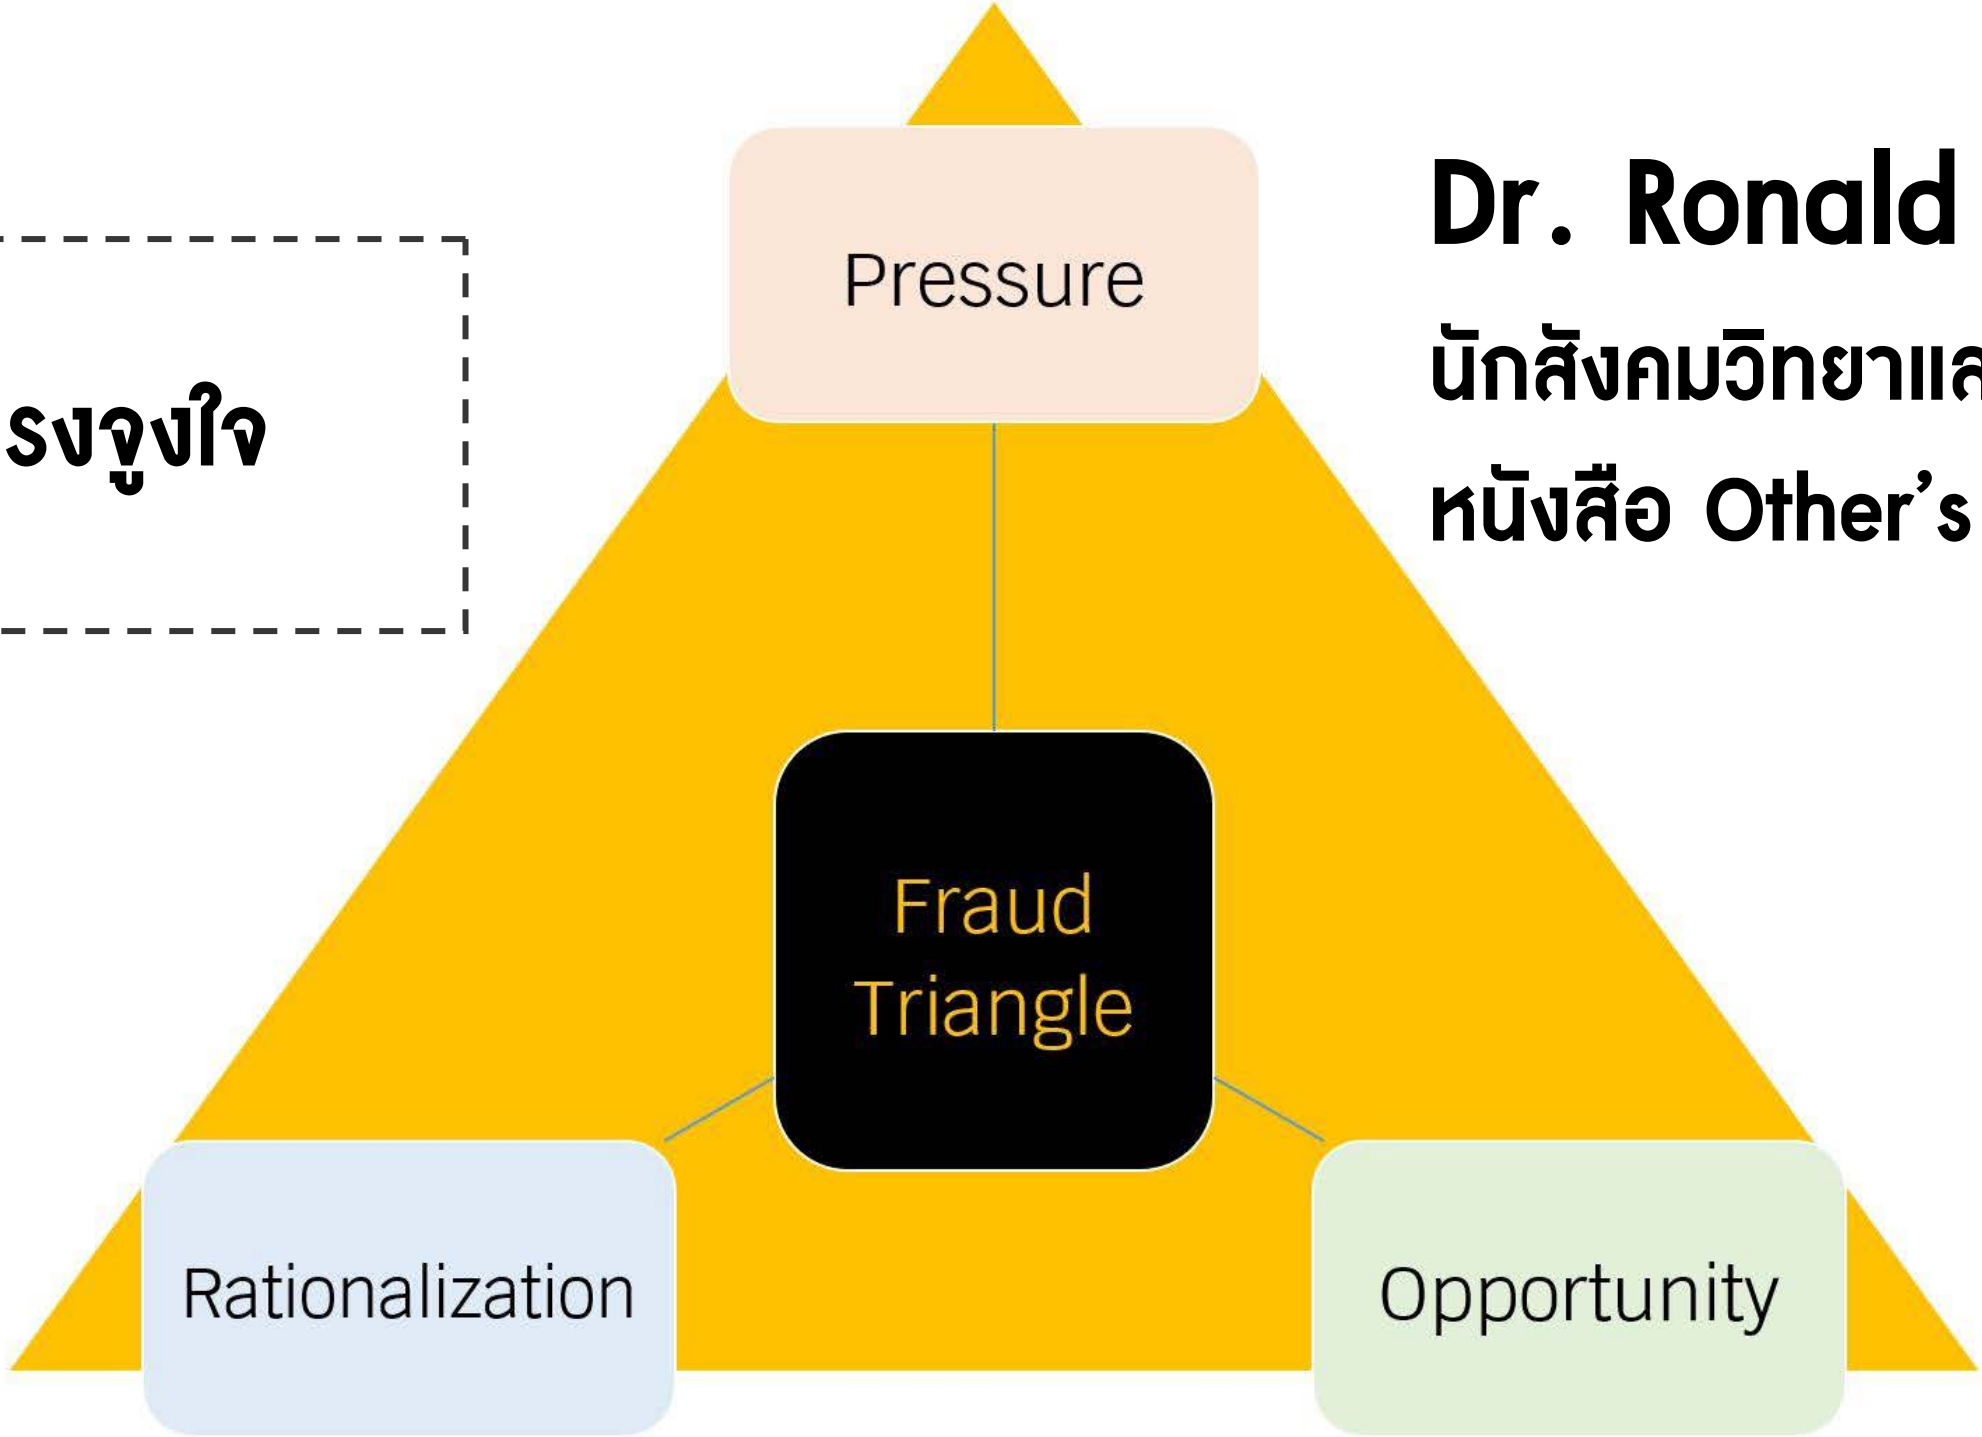 Pressure
Dr. Ronald
นักสังคมวิทยาแล
หนังสือ Other's
รงจูงใจ
Fraud
Triangle
Rationalization
Opportunity